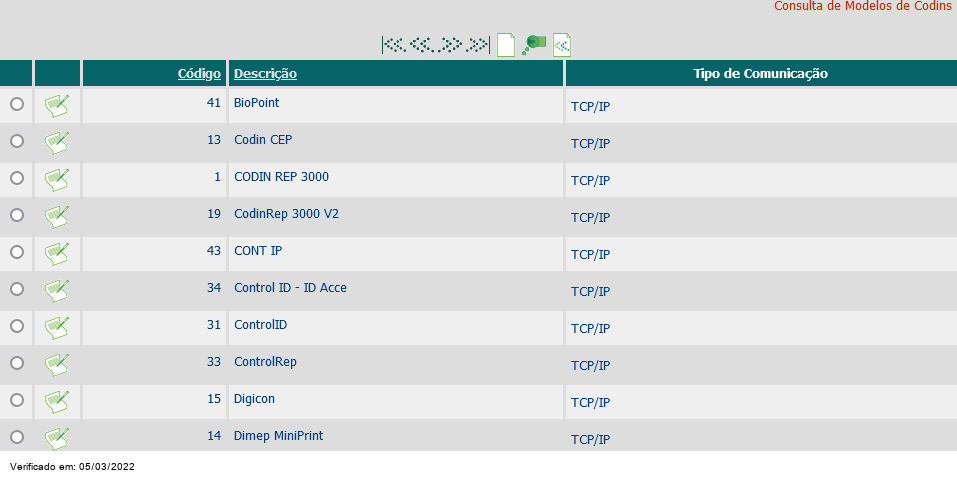 Consulta de Modelos de Codins
Código Descrição Tipo de Comunicação
41 BioPoint TCP/IP
13 Codin CEP TCP/IP
1 CODIN REP 3000 TCP/IP
19 CodinRep 3000 V2 TCP/IP
43 CONT IP TCP/IP
34 Control ID - ID Acce TCP/IP
31 ControlID TCP/IP
33 ControlRep TCP/IP
15 Digicon TCP/IP
14 Dimep MiniPrint TCP/IP
Verificado em: 05/03/2022